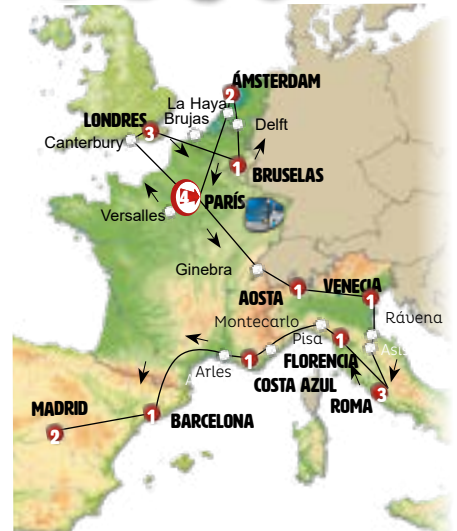 ÁMSTERDAM
2
La Haya
LONDRES
Brujas
3
Delft
Canterbury
1
BRUSELAS
4
PARÍS
Versalles
Ginebra
1
AOSTA
VENECIA
1
Montecarlo
Rávena
Pisa
1
Asís
Arles
1
FLORENCIA
COSTA AZUL
ROMA
3
MADRID
2
1
BARCELONA